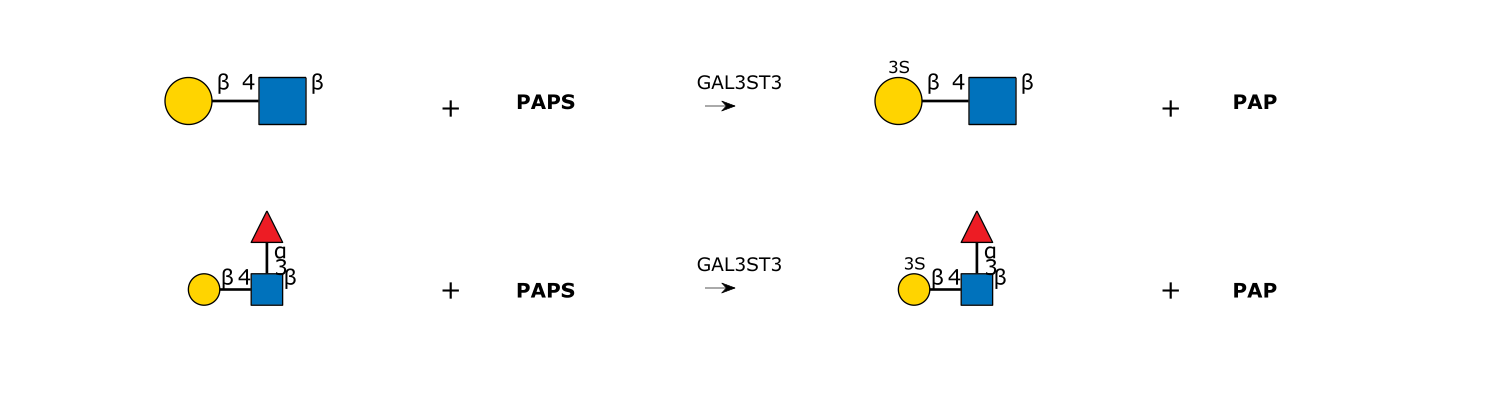 β 4 β + PAPS GAL3ST3 3S β 4 β + PAP
α
3
β 4 β + PAPS GAL3ST3 3S α
3
β 4 β + PAP